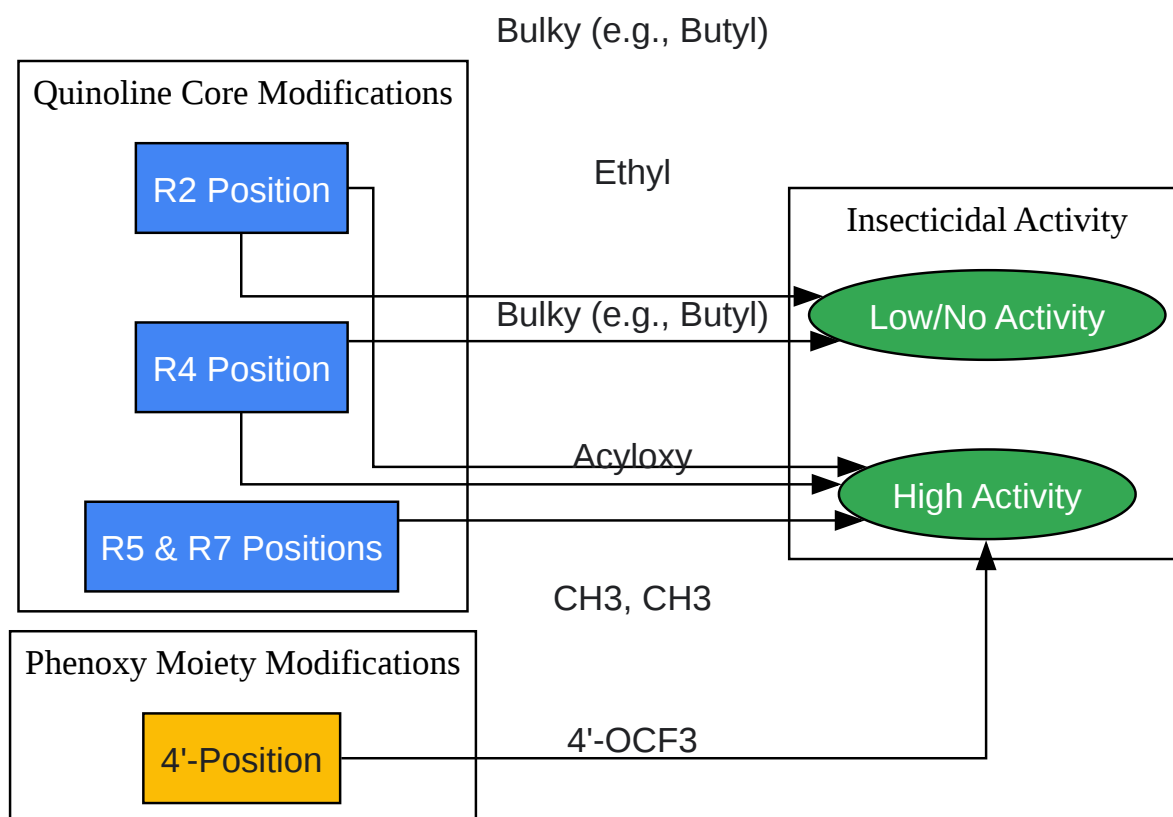 Bulky (e.g., Butyl)
Quinoline Core Modifications
R2 Position
Ethyl
Insecticidal Activity
Bulky (e.g., Butyl)
Low/No Activity
R4 Position
Acyloxy
High Activity
R5 & R7 Positions
CH3, CH3
Phenoxy Moiety Modifications
4'-Position
4'-OCF3